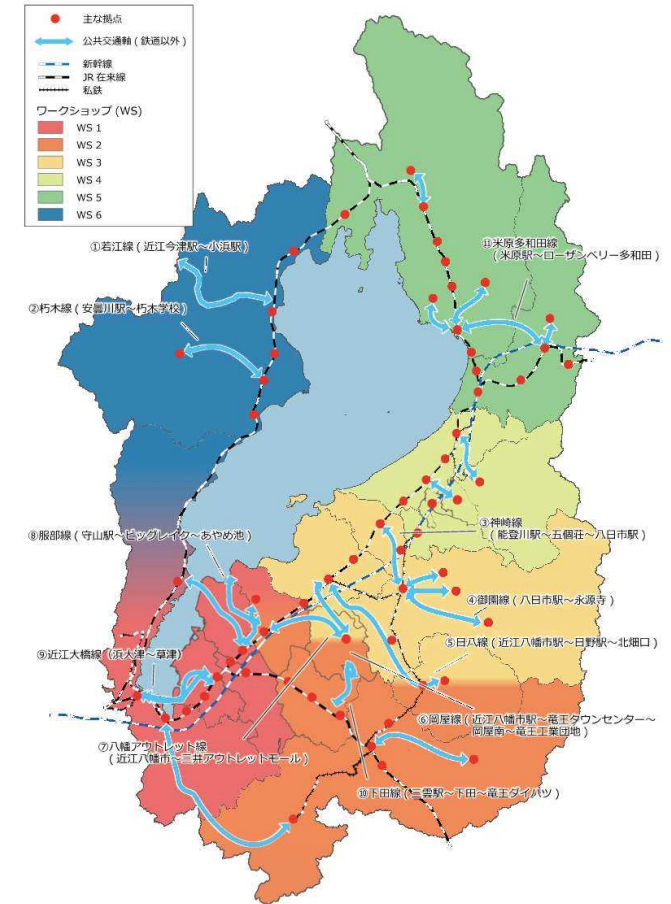 主な拠点
公共交通軸(鉄道以外)
新幹線
JR 在来線
私鉄
ワークショップ (WS)
WS 1
WS 2
WS 3
WS 4
WS 5
WS 6
①若江線(近江今津駅～小浜駅)
②朽木線(安曇川駅～朽木学校)
⑪米原多和田線
(米原駅～ローザンベリー多和田)
③神崎線
(能登川駅～五個荘～八日市駅)
⑧服部線(守山駅～ビッグレイク～あやめ池)
④御園線(八日市駅～永源寺)
⑤日八線(近江八幡市駅～日野駅～北畑口)
⑨近江大橋線(浜大津～草津)
⑥岡屋線(近江八幡市駅～竜王タウンセンター～
岡屋南～竜王工業団地)
⑦八幡アウトレット線
(近江八幡市～三井アウトレットモール)
⑩下田線(三雲駅～下田～竜王ダイハツ)